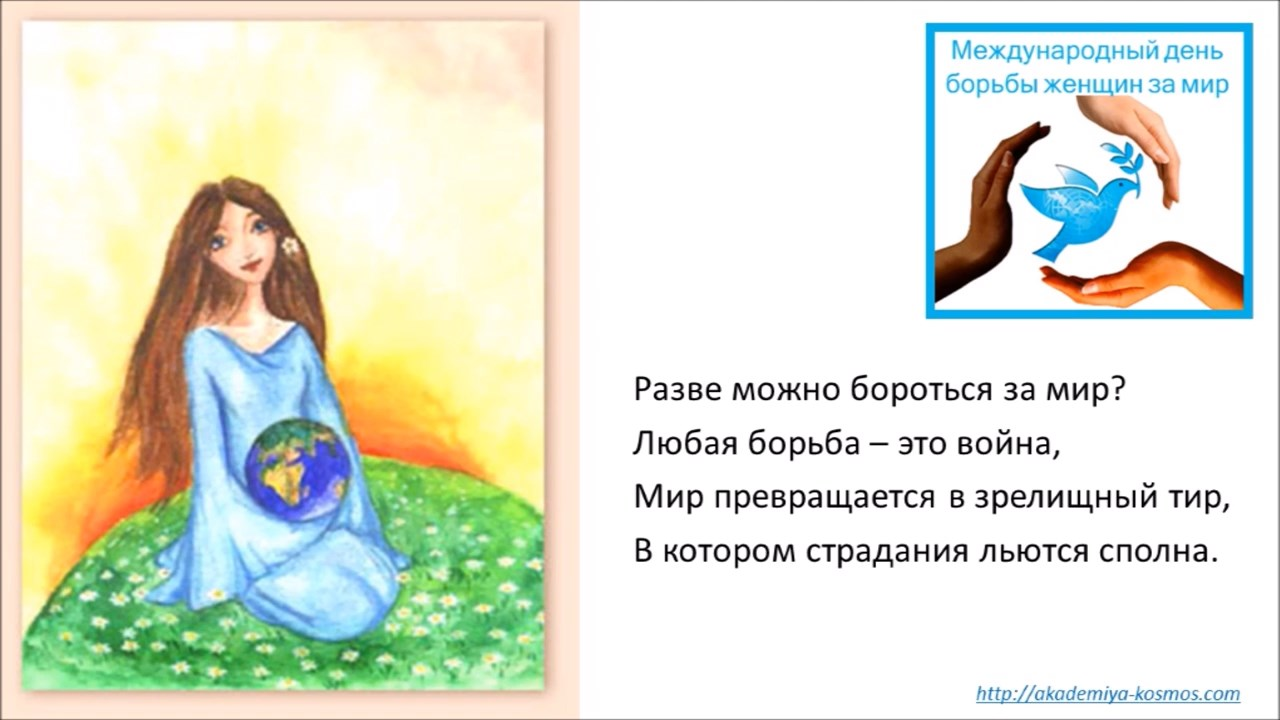 Международный день
борьбы женщин за мир
Разве можно бороться за мир?
Любая борьба – это война,
Мир превращается в зрелищный тир,
В котором страдания льются сполна.
http://akademiya-kosmos.com